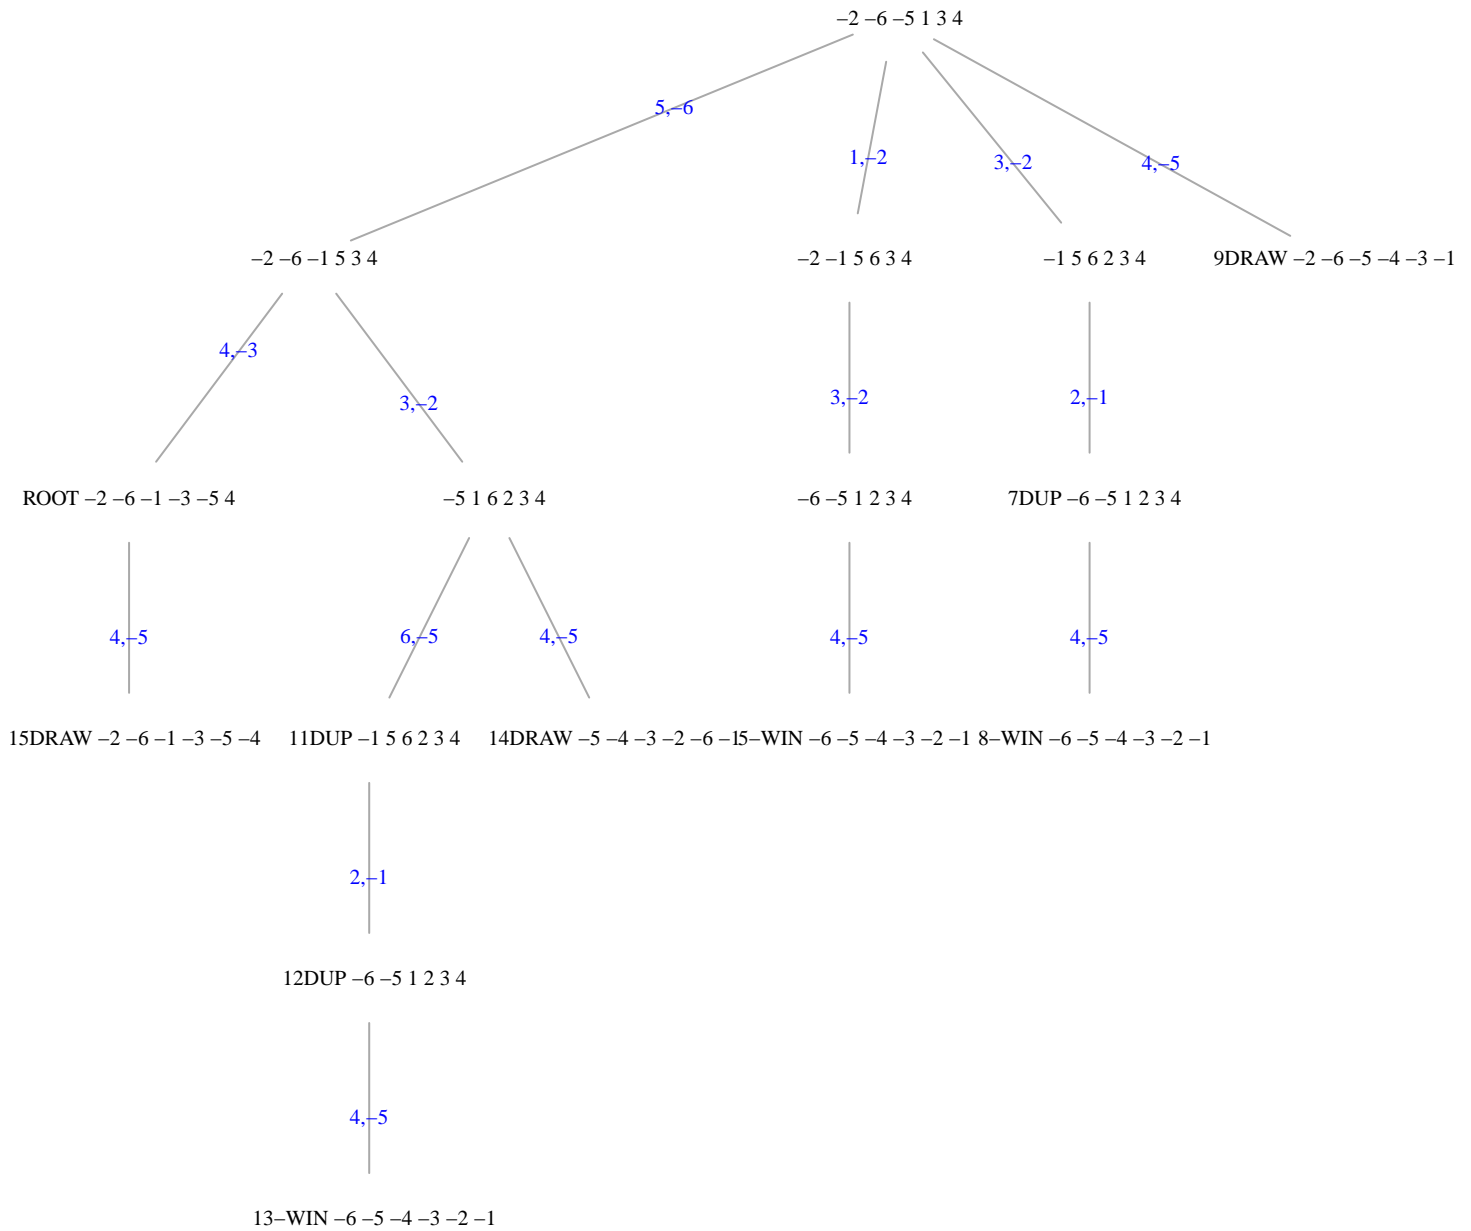 –2 –6 –5 1 3 4
5,–6
1,–2
3,–2
4,–5
–2 –6 –1 5 3 4
–2 –1 5 6 3 4
–1 5 6 2 3 4
9DRAW –2 –6 –5 –4 –3 –1
4,–3
3,–2
3,–2
2,–1
ROOT –2 –6 –1 –3 –5 4
–5 1 6 2 3 4
–6 –5 1 2 3 4
7DUP –6 –5 1 2 3 4
4,–5
6,–5
4,–5
4,–5
4,–5
15DRAW –2 –6 –1 –3 –5 –4
11DUP –1 5 6 2 3 4
14DRAW –5 –4 –3 –2 –6 –1
5–WIN –6 –5 –4 –3 –2 –1
8–WIN –6 –5 –4 –3 –2 –1
2,–1
12DUP –6 –5 1 2 3 4
4,–5
13–WIN –6 –5 –4 –3 –2 –1